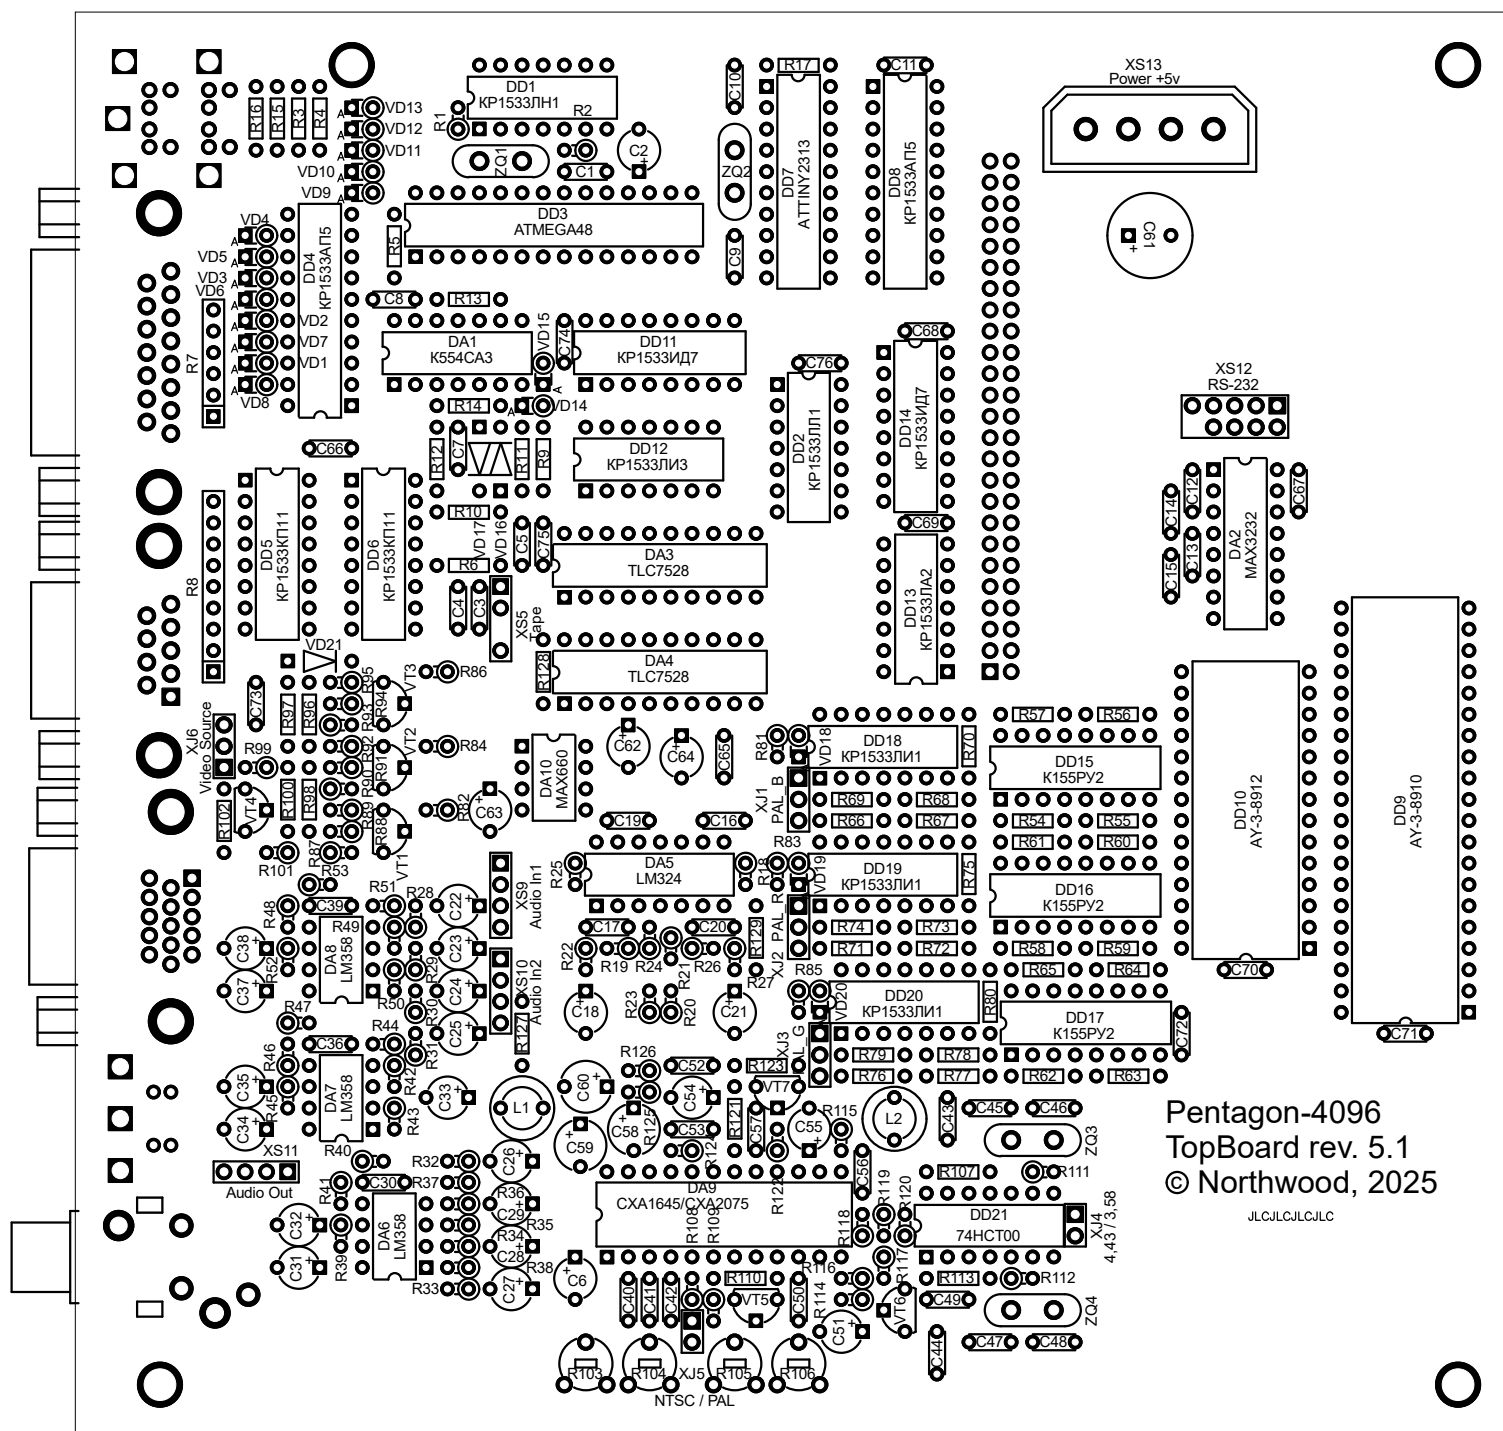 XS13
Power +5v
R17
C11
C10
DD1
КР1533ЛН1
R2
R16
R15
R3
R4
A
VD13
A
VD12
A
VD11
VD10
A
VD9
A
R1
ZQ1
C1
C2
+
ZQ2
DD7
ATTINY2313
DD8
КР1533АП5
DD3
ATMEGA48
VD4
A
VD5
A
VD3
A
VD6
A
VD2
A
VD7
A
VD1
A
VD8
A
DD4
КР1533АП5
R5
C9
C61
+
R7
C8
R13
DA1
К554СА3
VD15
A
C74
DD11
КР1533ИД7
C68
C76
DD14
КР1533ИД7
XS12
RS-232
R14
A
VD14
C66
R12
C7
R11
R9
DD12
КР1533ЛИ3
DD2
КР1533ЛЛ1
R10
C69
C12
C67
C14
C13
C15
DA2
MAX3232
R8
DD5
КР1533КП11
DD6
КР1533КП11
VD17
VD16
C5
C75
R6
DA3
TLC7528
DD13
КР1533ЛА2
C4
C3
XS5
Tape
VD21
R128
DA4
TLC7528
R86
VT3
R95
R94
R93
C73
R97
R96
XJ6
Video Source
R99
R92
VT2
R91
R90
R84
R102
VT4
R100
R98
R89
R88
R82
C63
+
DA10
MAX660
C62
+
C64
+
C65
R81
VD18
DD18
КР1533ЛИ1
R70
R57
R56
DD15
К155РУ2
DD10
AY-3-8912
DD9
AY-3-8910
XJ1
PAL_B
R69
R68
R66
R67
R54
R55
R61
R60
C19
C16
R101
R87
R53
VT1
R25
DA5
LM324
R18
R83
VD19
DD19
КР1533ЛИ1
R75
DD16
К155РУ2
XS9
Audio In1
R48
C39
R51
R28
C22
+
R49
C38
+
R52
DA8
LM358
C23
+
R29
C37
+
R50
C24
+
R30
XS10
Audio In2
C17
R22
R19
R24
R21
C20
R26
R129
R27
XJ2
PAL_R
R74
R73
R71
R72
R58
R59
R65
R64
C70
R85
VD20
DD20
КР1533ЛИ1
R80
DD17
К155РУ2
C72
C71
R47
C36
R44
R31
C25
+
R127
C18
+
R23
R20
C21
+
XJ3
R79
R78
R76
R77
R62
R63
R46
C35
+
R45
DA7
LM358
R42
R43
C34
+
C33
+
L1
C60
+
R126
C52
R123
VT7
C54
+
R125
C58
+
C59
+
C53
R124
R121
C57
C55
+
R115
L2
C43
C45
C46
ZQ3
Pentagon-4096
TopBoard rev. 5.1
© Northwood, 2025
JLCJLCJLCJLC
XS11
Audio Out
R40
R41
C30
R32
R37
C26
+
R36
C29
+
R35
R34
C28
+
R38
R33
C27
+
C32
+
C31
+
R39
DA6
LM358
DA9
CXA1645/CXA2075
R108
R109
R122
C56
R119
R118
R120
R107
R111
DD21
74HCT00
XJ4
4,43 / 3,58
R117
R116
R114
R113
R112
C6
+
C40
C41
C42
R110
VT5
C50
C51
+
VT6
C49
ZQ4
C44
C47
C48
R103
R104
XJ5
R105
R106
NTSC / PAL